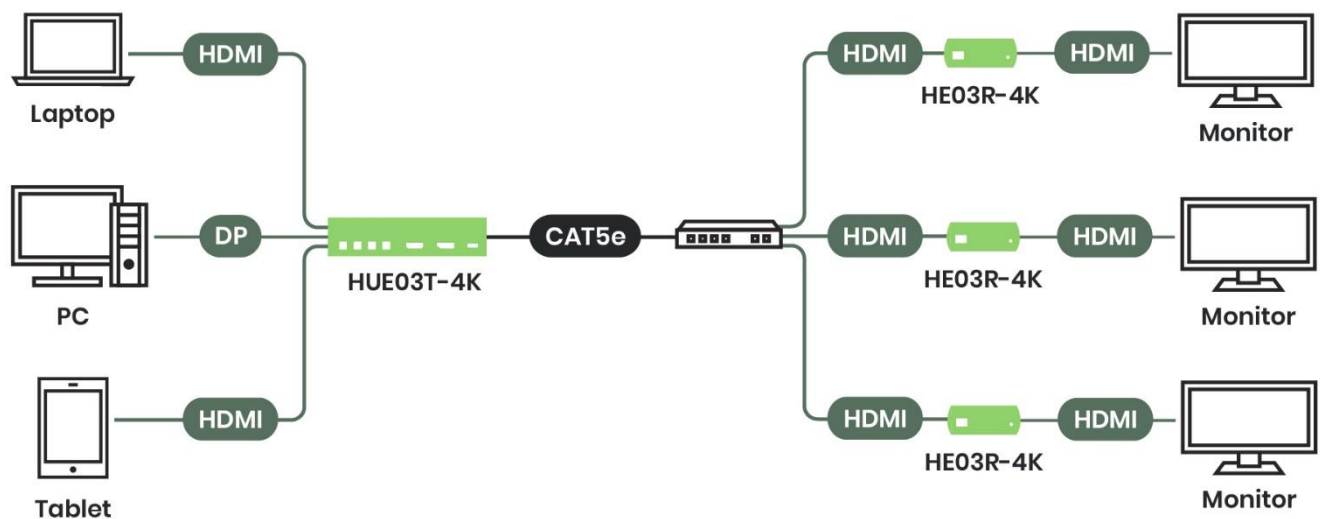 HDMI
HDMI
HDMI
HE03R-4K
Laptop
Monitor
DP
CAT5e
HDMI
HDMI
HUE03T-4K
HE03R-4K
PC
Monitor
HDMI
HDMI
HDMI
HE03R-4K
Tablet
Monitor